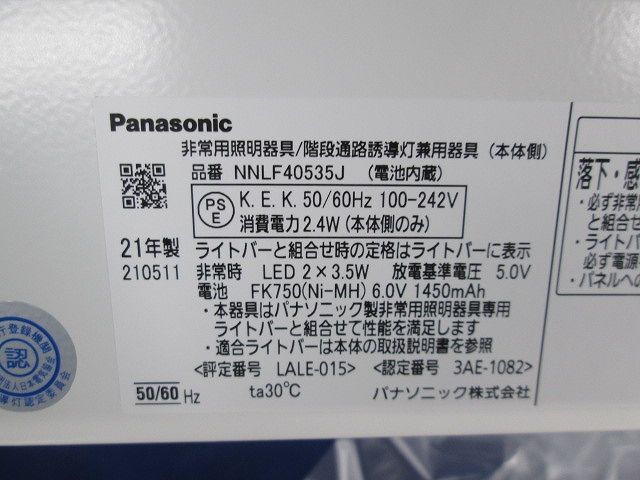 Panasonic
非常用照明器具/階段通路誘導灯兼用器具(本体側)
品番 NNLF40535J (電池内蔵)
PS E
K. E. K. 50/60Hz 100-242V
消費電力2.4W(本体側のみ)
21年製 ライトバーと組合せ時の定格はライトバーに表示
210511 非常時 LED 2×3.5W 放電基準電圧 5.0V
電池 FK750(Ni-MH) 6.0V 1450mAh
・本器具はパナソニック製非常用照明器具専用
ライトバーと組合せて性能を満足します
・適合ライトバーは本体の取扱説明書を参照
<評定番号 LALE-015> <認定番号 3AE-1082>
50/60 Hz ta30℃ パナソニック株式会社
落下・感
・必ず非常
と組合せ
・ライトバ
必ず電源
・パネルへの
行登録機関
認